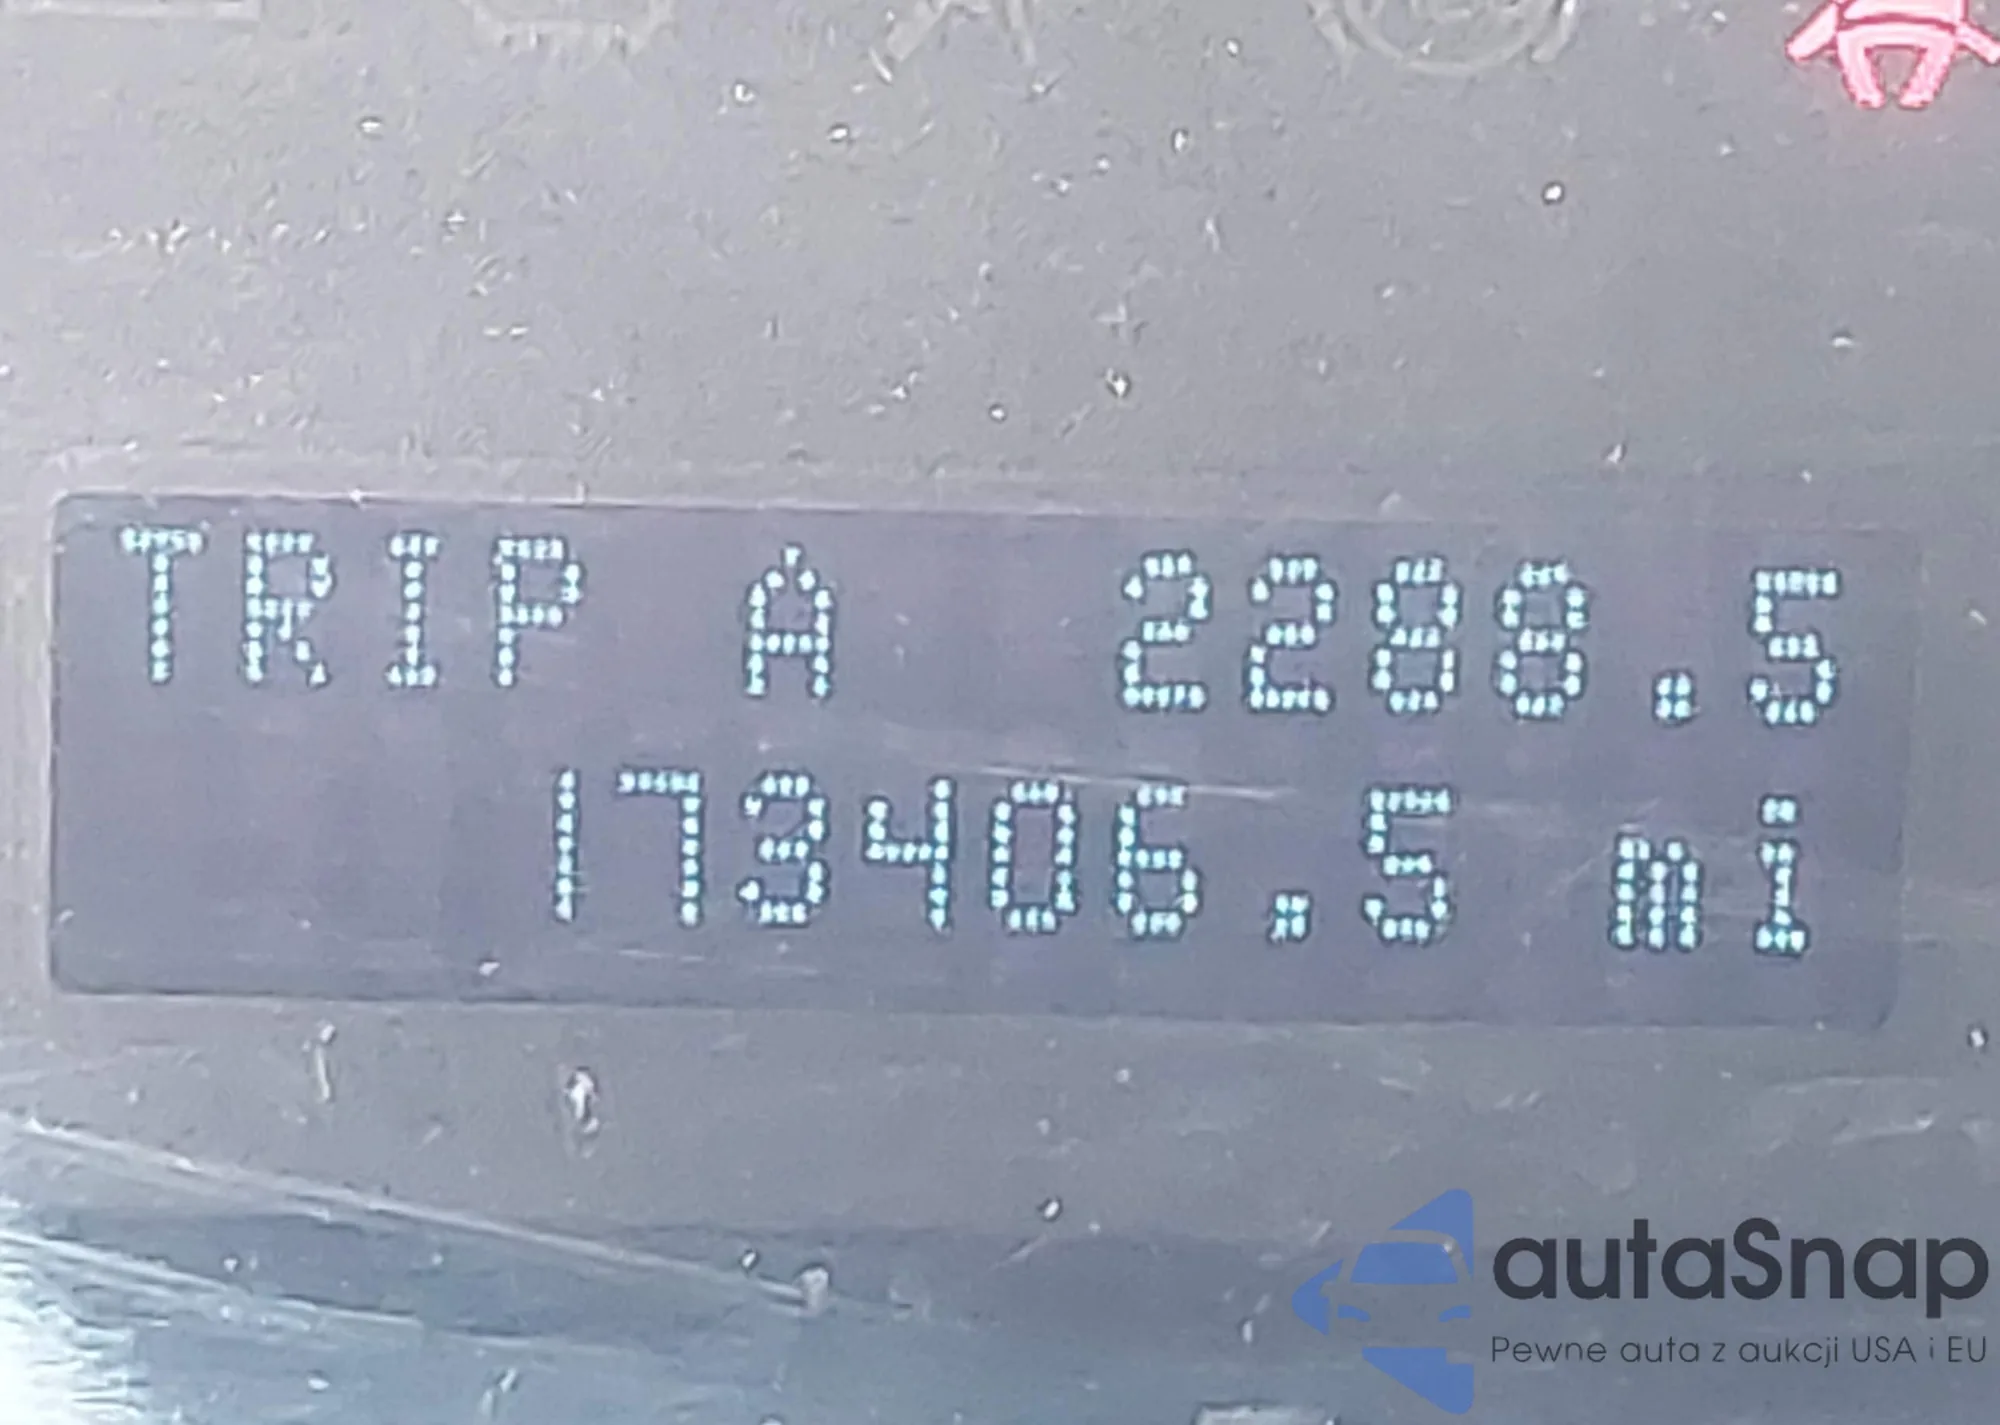 TRIP A 2288.5
173406.5 mi
autaSnap
Pewne auta z aukcji USA i EU